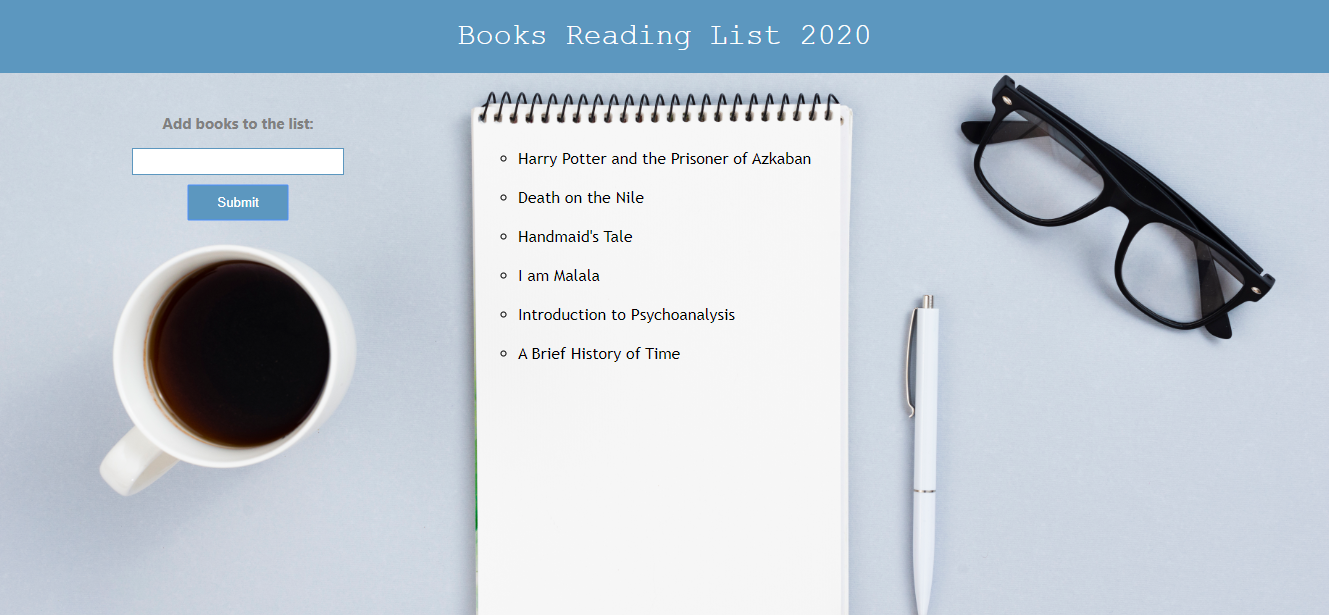 Books Reading List 2020
Add books to the list:
Submit
Harry Potter and the Prisoner of Azkaban
Death on the Nile
Handmaid's Tale
I am Malala
Introduction to Psychoanalysis
A Brief History of Time